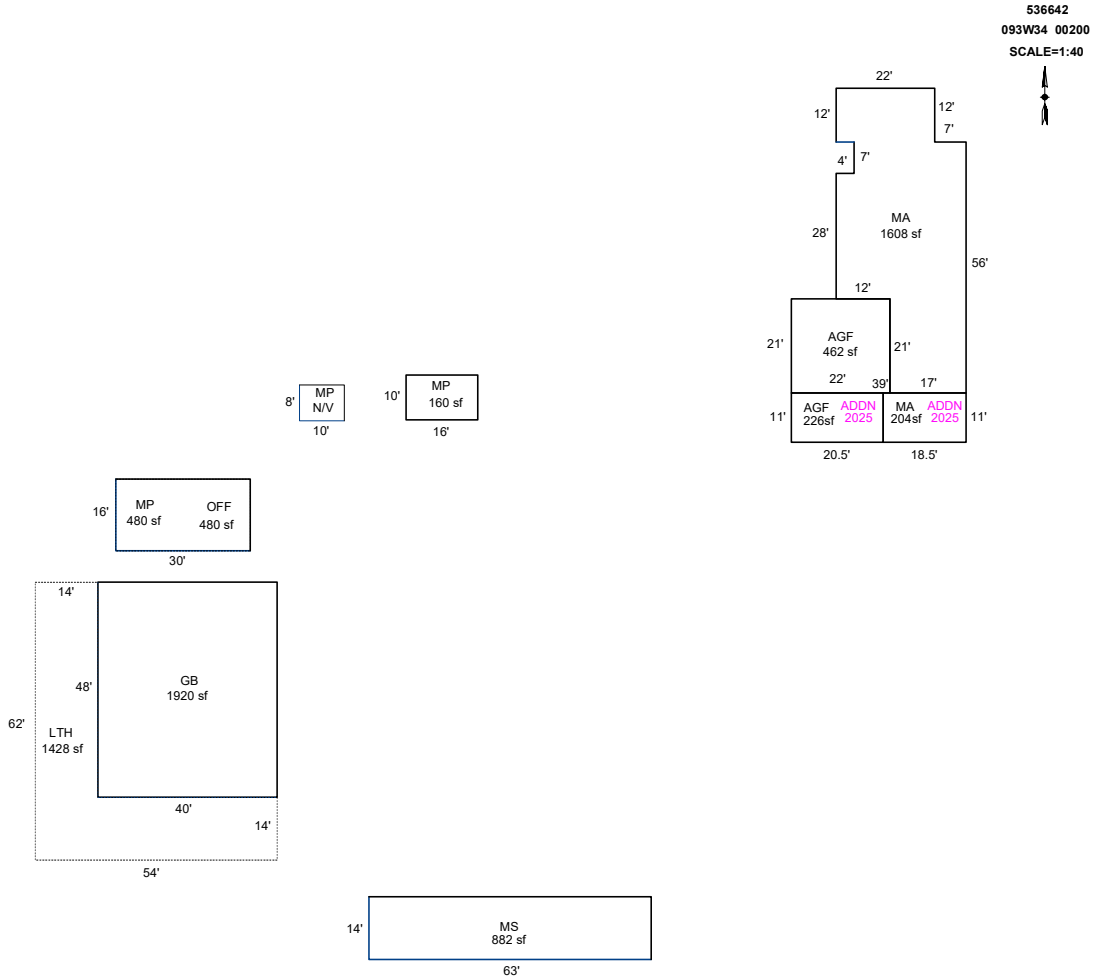 536642
093W34 00200
SCALE=1:40
22'
12'
12'
7'
4'
7'
MA
1608 sf
28'
56'
12'
AGF
462 sf
21'
21'
22'
39'
17'
11'
AGF
226sf
ADDN
2025
MA
204sf
ADDN
2025
11'
20.5'
18.5'
8'
MP
N/V
10'
10'
MP
160 sf
16'
16'
MP
480 sf
OFF
480 sf
30'
14'
48'
GB
1920 sf
62'
LTH
1428 sf
40'
14'
54'
14'
MS
882 sf
63'